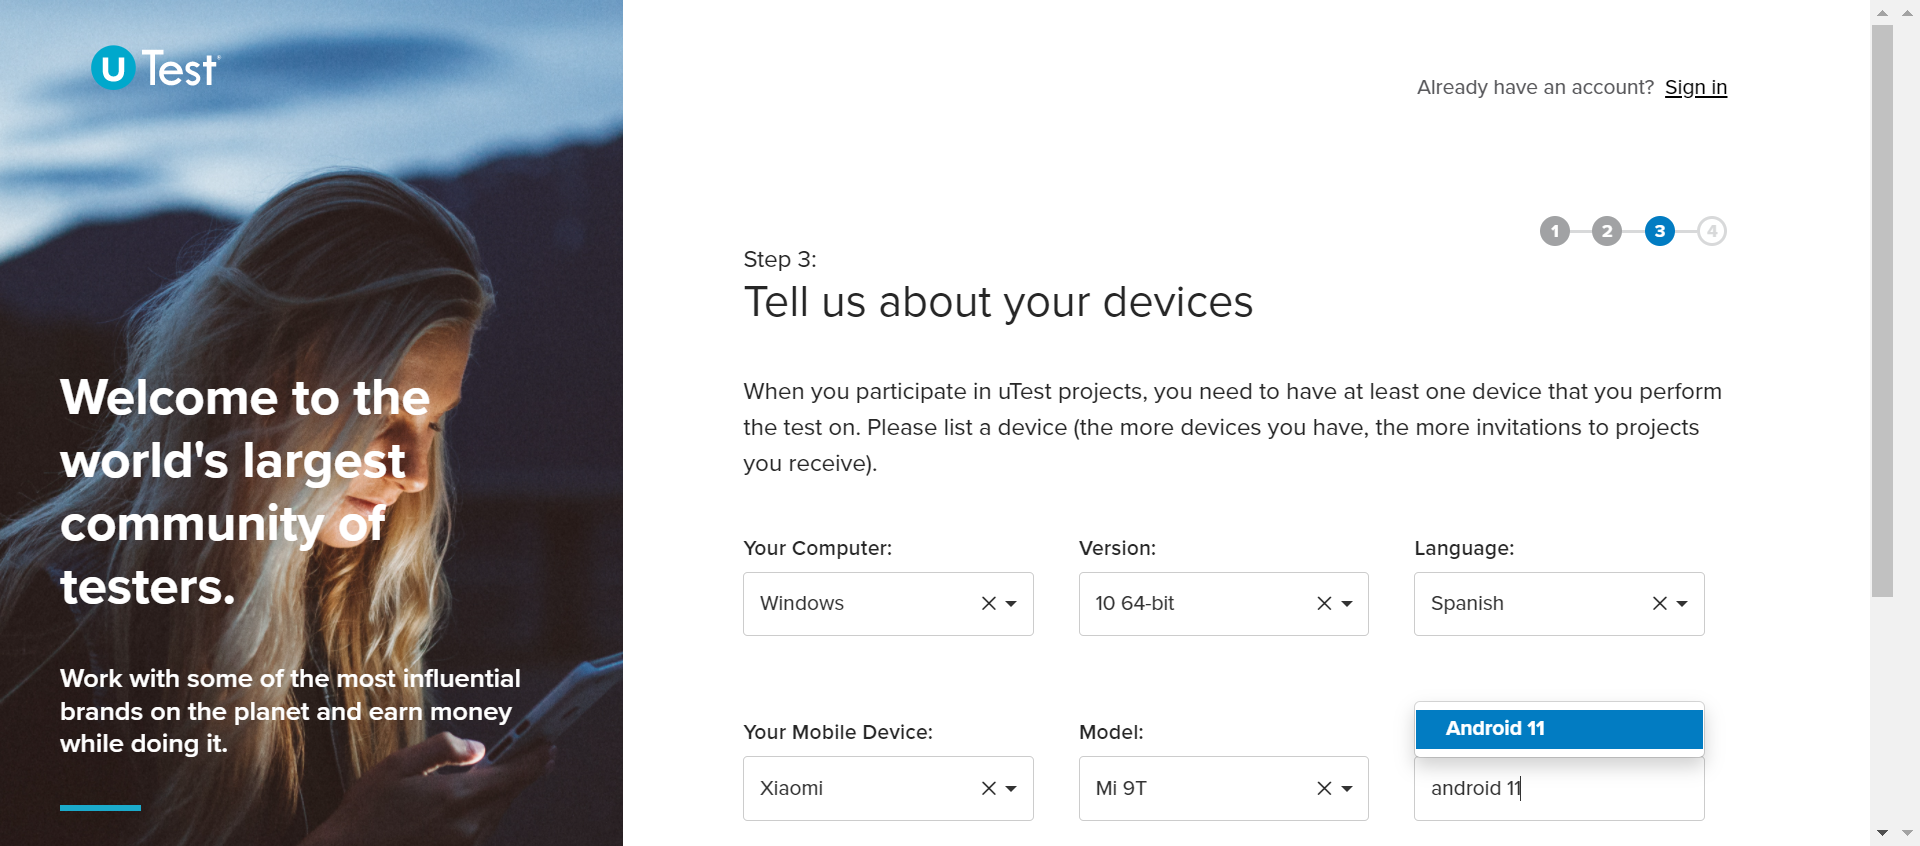 u Test
Already have an account? Sign in
1 2 3 4
Step 3:
Tell us about your devices
When you participate in uTest projects, you need to have at least one device that you perform
the test on. Please list a device (the more devices you have, the more invitations to projects
you receive).
Your Computer: Version: Language:
Windows 10 64-bit Spanish
Your Mobile Device: Model:
Android 11
Xiaomi Mi 9T android 11
Welcome to the
world's largest
community of
testers.
Work with some of the most influential
brands on the planet and earn money
while doing it.